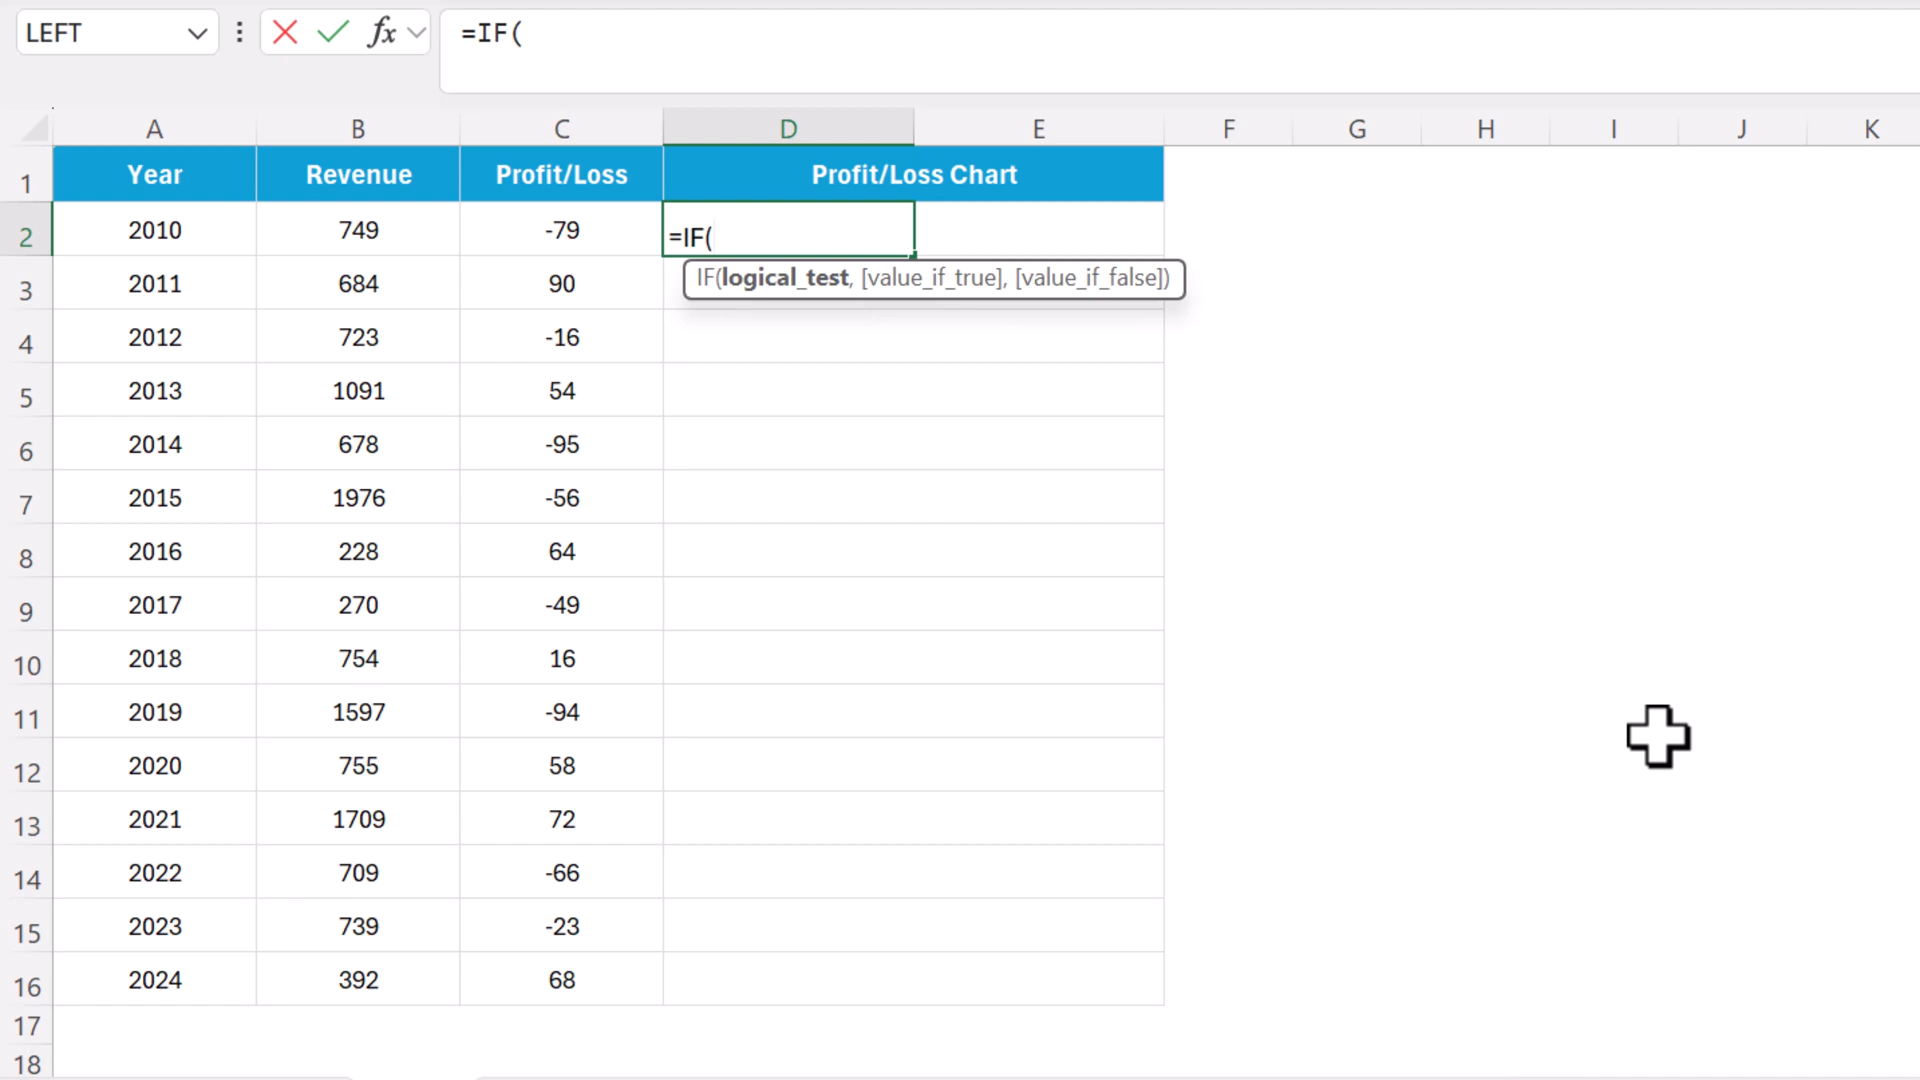 LEFT
fx
=IF(
A B C D E F G H I J K
1 Year Revenue Profit/Loss Profit/Loss Chart
2 2010 749 -79 =IF(
IF(logical_test, [value_if_true], [value_if_false])
3 2011 684 90
4 2012 723 -16
5 2013 1091 54
6 2014 678 -95
7 2015 1976 -56
8 2016 228 64
9 2017 270 -49
10 2018 754 16
11 2019 1597 -94
12 2020 755 58
13 2021 1709 72
14 2022 709 -66
15 2023 739 -23
16 2024 392 68
17
18